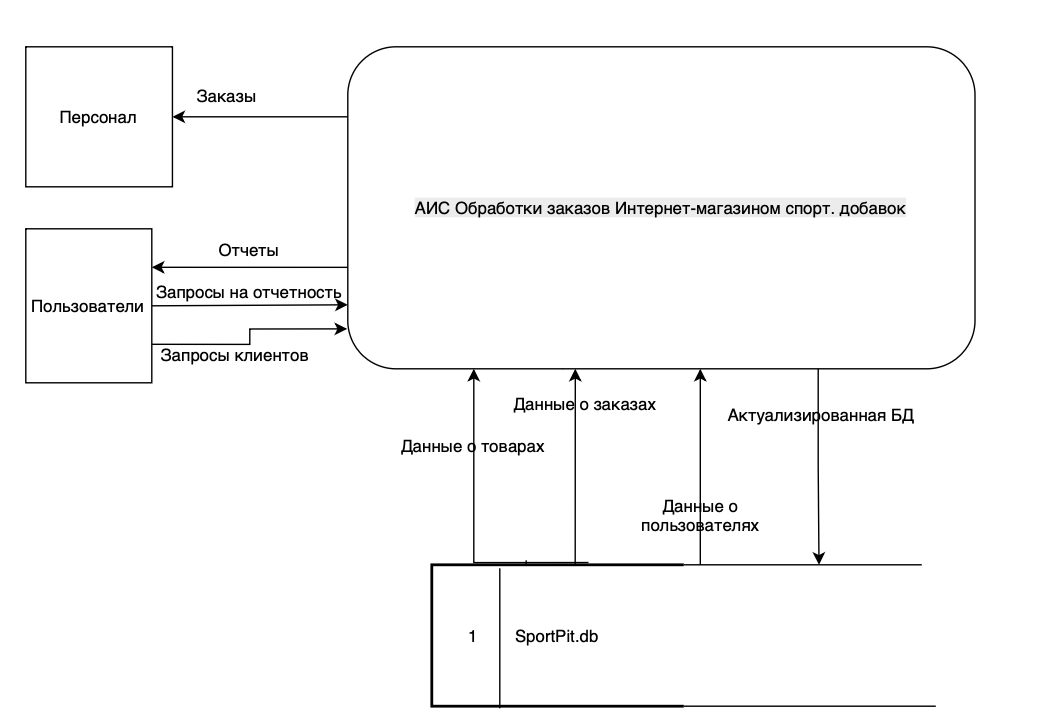 Персонал
Заказы
АИС Обработки заказов Интернет-магазином спорт. добавок
Пользователи
Отчеты
Запросы на отчетность
Запросы клиентов
Данные о заказах
Данные о товарах
Актуализированная БД
Данные о
пользователях
1
SportPit.db